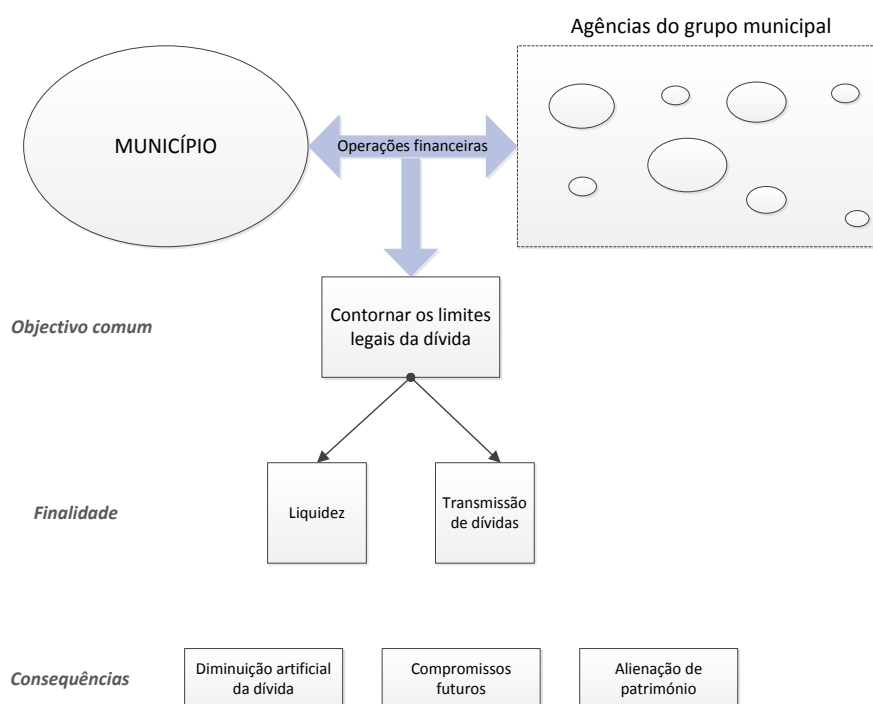 Agências do grupo municipal
MUNICÍPIO
Operações financeiras
Objectivo comum
Contornar os limites
legais da dívida
Finalidade
Liquidez
Transmissão
de dívidas
Consequências
Diminuição artificial
da dívida
Compromissos
futuros
Alienação de
património